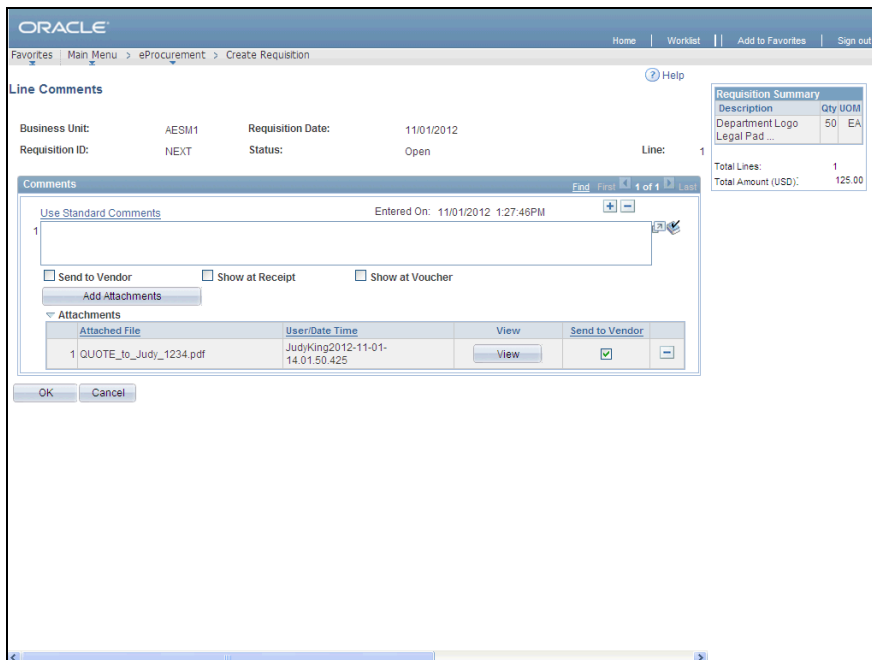 ORACLE
Home | Worklist | | Add to Favorites | Sign out
Favorites | Main Menu > eProcurement > Create Requisition
? Help
Line Comments
Business Unit: AESM1 Requisition Date: 11/01/2012
Requisition ID: NEXT Status: Open Line: 1
Requisition Summary
Description Qty UOM
Department Logo Legal Pad ... 50 EA
Total Lines: 1
Total Amount (USD): 125.00
Comments Find First 1 of 1 Last
Use Standard Comments Entered On: 11/01/2012 1:27:46PM
1
Send to Vendor Show at Receipt Show at Voucher
Add Attachments
Attachments
Attached File User/Date Time View Send to Vendor
1 QUOTE_to_Judy_1234.pdf JudyKing2012-11-01-14.01.50.425 View
OK Cancel